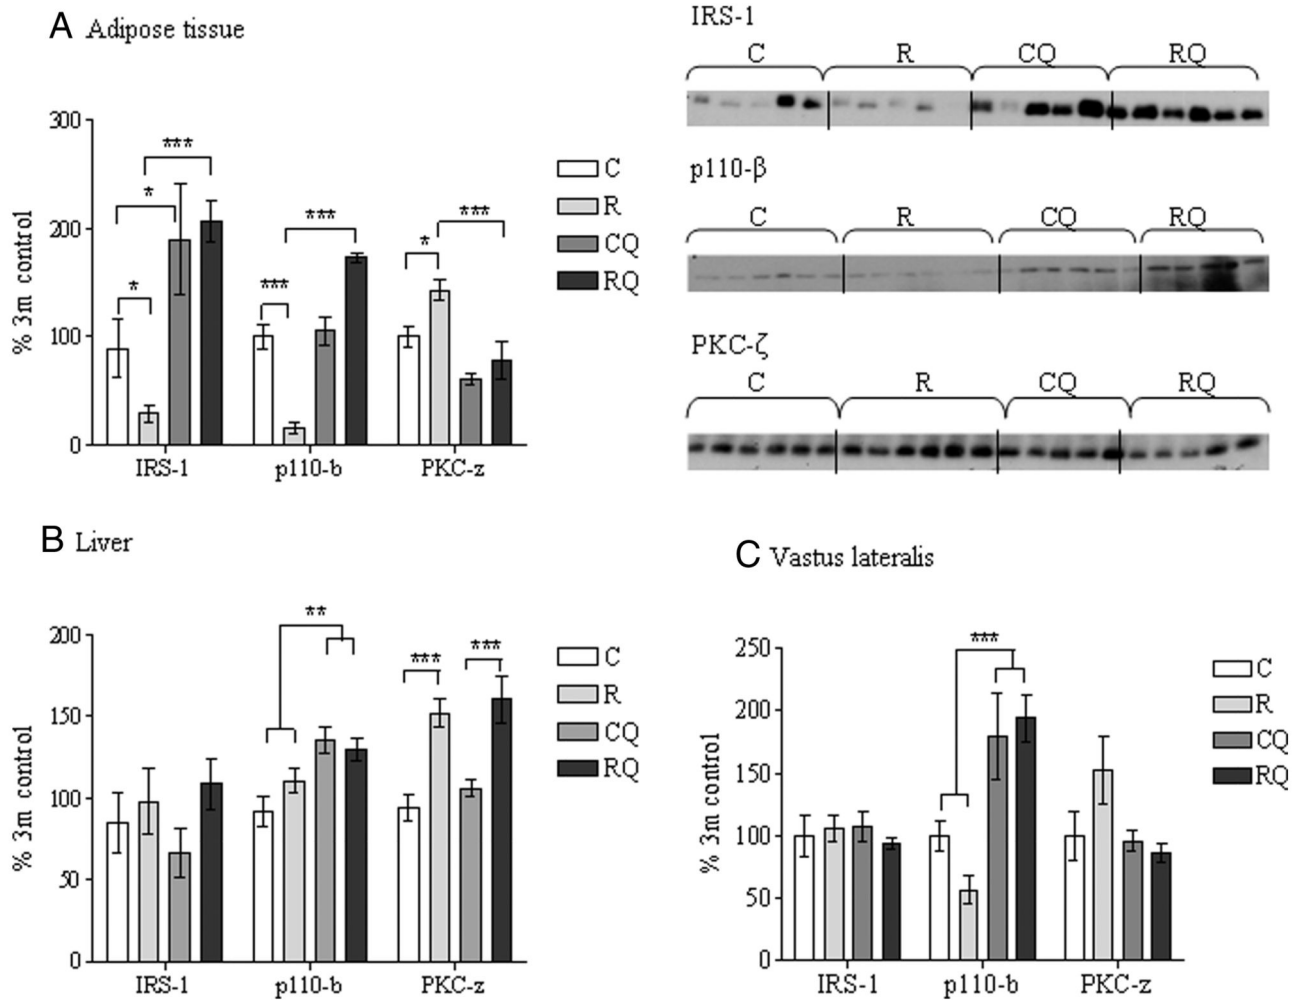 A Adipose tissue
300
200
100
0
% 3m control
*
*
***
***
***
*
***
IRS-1
p110-b
PKC-z
C
R
CQ
RQ
IRS-1
C R CQ RQ
p110-β
C R CQ RQ
PKC-ζ
C R CQ RQ
B Liver
200
150
100
50
0
% 3m control
**
***
***
IRS-1
p110-b
PKC-z
C
R
CQ
RQ
C Vastus lateralis
250
200
150
100
50
0
% 3m control
***
IRS-1
p110-b
PKC-z
C
R
CQ
RQ